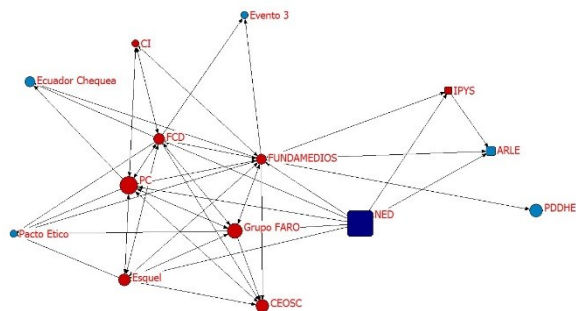 Evento 3
CI
Ecuador Chequea
IPYS
FCD
ARLE
FUNDAMEDIOS
PC
PDDHE
NED
Pacto Etico
Grupo FARO
Esquel
CEOSC